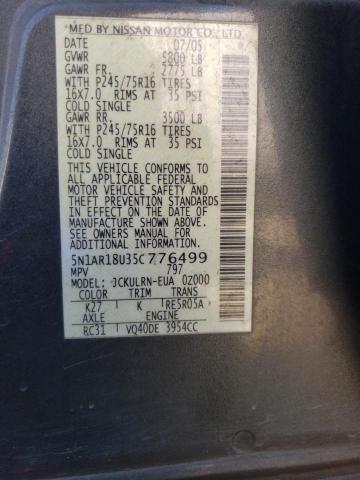 MFD BY NISSAN MOTOR CO., LTD.
DATE 07/05
GVWR 5800 LB
GAWR FR. 2775 LB
WITH P245/75R16 TIRES
16X7.0 RIMS AT 35 PSI
COLD SINGLE
GAWR RR. 3500 LB
WITH P245/75R16 TIRES
16X7.0 RIMS AT 35 PSI
COLD SINGLE
THIS VEHICLE CONFORMS
TO ALL APPLICABLE FEDERAL
MOTOR VEHICLE SAFETY AND
THEFT PREVENTION STANDARDS
IN EFFECT ON THE DATE OF
MANUFACTURE SHOWN ABOVE.
SEE OWNERS MANUAL FOR
ADDITIONAL INFORMATION
5N1AR18U35C776499
MPV 797
MODEL: JCKULRN-EUA 0Z000
COLOR TRIM TRANS
K27 K RE5R05A
AXLE ENGINE
RC31 VQ40DE 3954CC